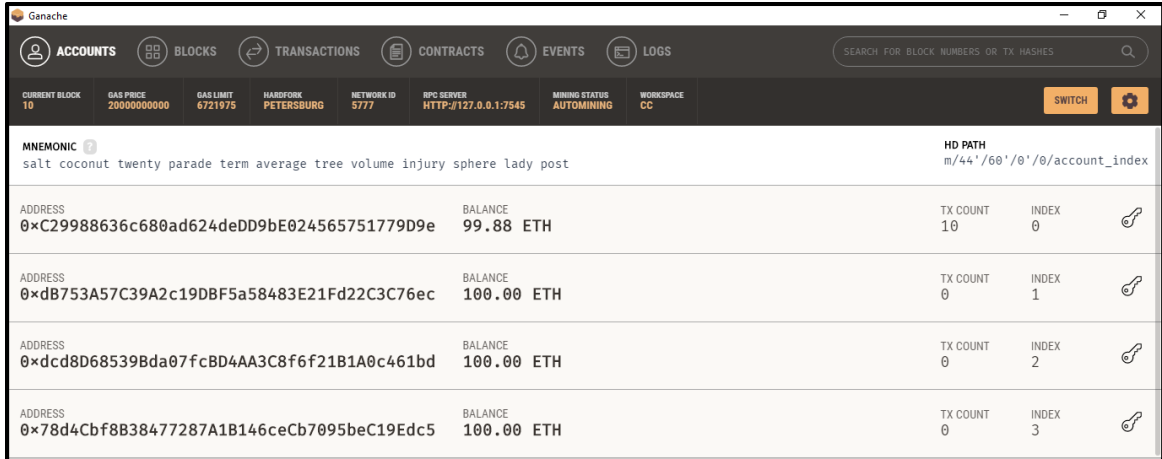 Ganache
ACCOUNTS BLOCKS TRANSACTIONS CONTRACTS EVENTS LOGS SEARCH FOR BLOCK NUMBERS OR TX HASHES
CURRENT BLOCK GAS PRICE GAS LIMIT HARDFORK NETWORK ID RPC SERVER MINING STATUS WORKSPACE
10 20000000000 6721975 PETERSBURG 5777 HTTP://127.0.0.1:7545 AUTOMINING CC SWITCH
MNEMONIC ? HD PATH
salt coconut twenty parade term average tree volume injury sphere lady post m/44'/60'/0'/0/account_index
ADDRESS BALANCE TX COUNT INDEX
0×C29988636c680ad624deDD9bE024565751779D9e 99.88 ETH 10 0
ADDRESS BALANCE TX COUNT INDEX
0×dB753A57C39A2c19DBF5a58483E21Fd22C3C76ec 100.00 ETH 0 1
ADDRESS BALANCE TX COUNT INDEX
0×dcd8D68539Bda07fcBD4AA3C8f6f21B1A0c461bd 100.00 ETH 0 2
ADDRESS BALANCE TX COUNT INDEX
0×78d4Cbf8B38477287A1B146ceCb7095beC19Edc5 100.00 ETH 0 3